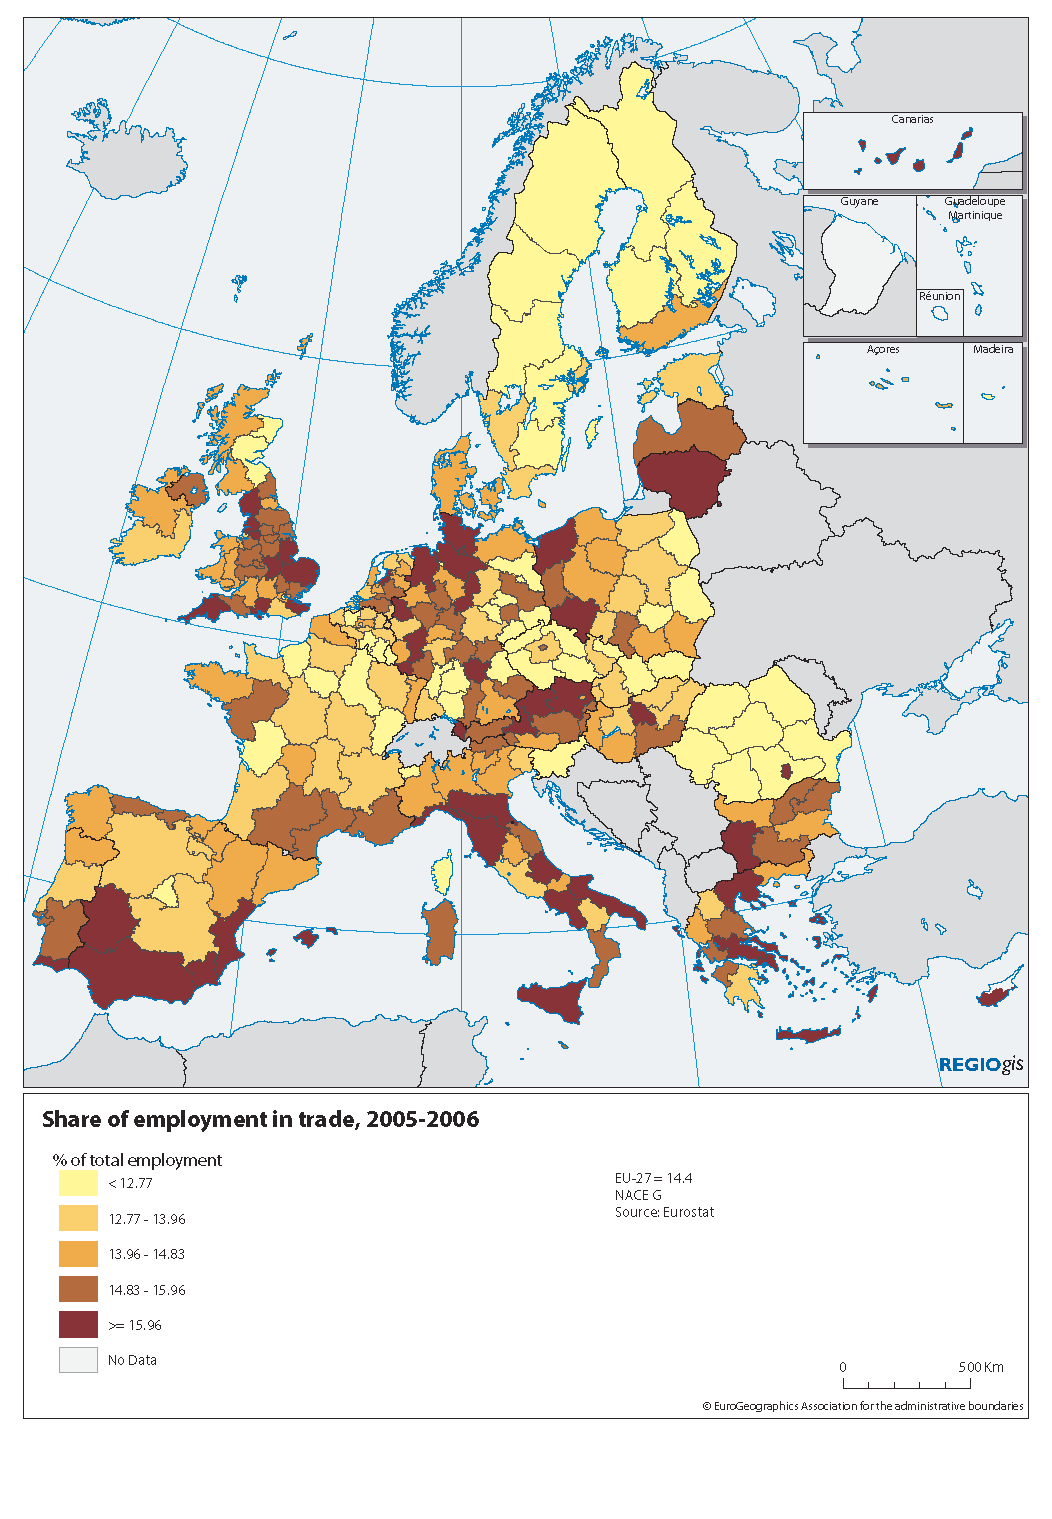 Canarias
Guyane
Guadeloupe
Martinique
Réunion
Açores
Madeira
REGIOgis
Share of employment in trade, 2005-2006
% of total employment
< 12.77
12.77 - 13.96
13.96 - 14.83
14.83 - 15.96
>= 15.96
No Data
EU-27 = 14.4
NACE G
Source: Eurostat
0 500 Km
© EuroGeographics Association for the administrative boundaries